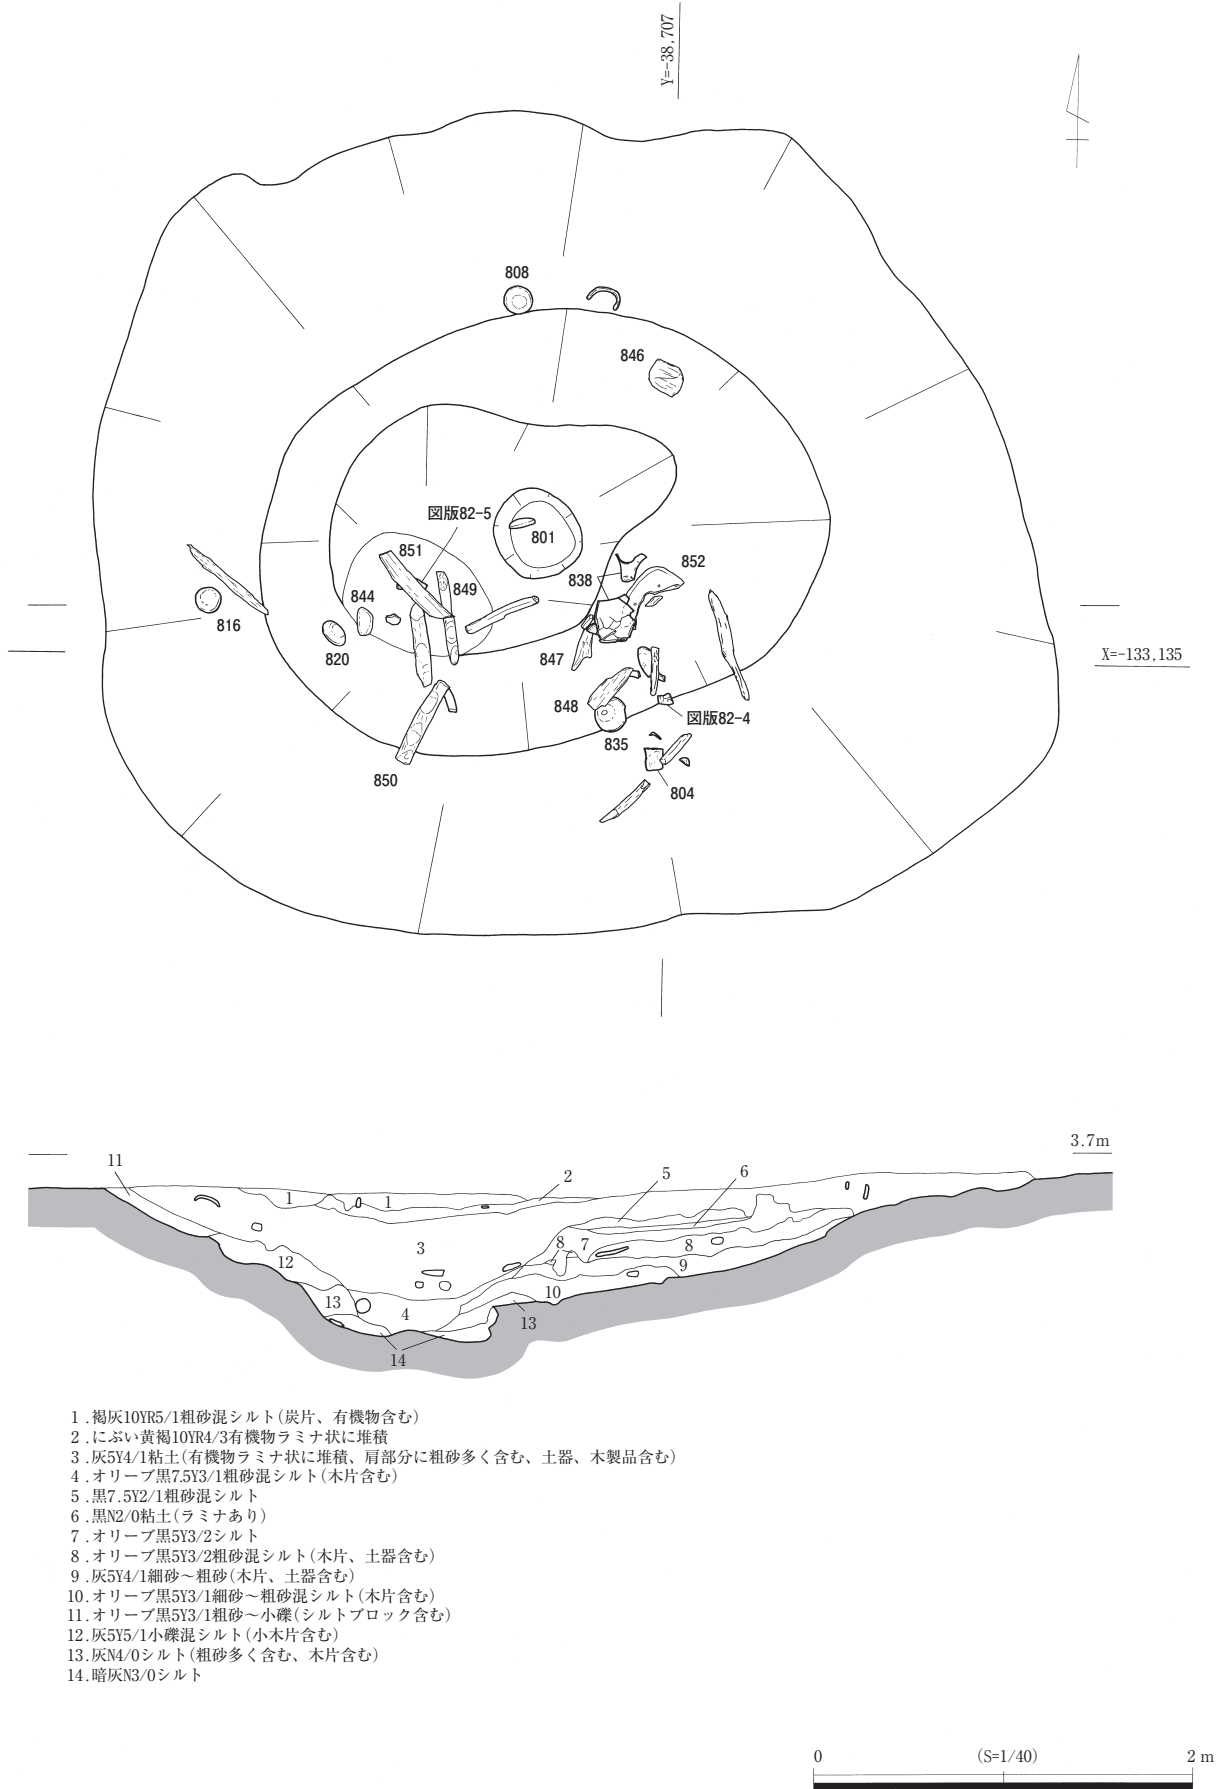 Y=-38,707
808
846
図版82-5
801
851
852
849
838
844
816
820
847
X=-133,135
848
図版82-4
835
850
804
3.7m
11
5
6
2
1
1
3
8
7
8
12
9
10
13
4
13
14
1.褐灰10YR5/1粗砂混シルト(炭片、有機物含む)
2.にぶい黄褐10YR4/3有機物ラミナ状に堆積
3.灰5Y4/1粘土(有機物ラミナ状に堆積、肩部分に粗砂多く含む、土器、木製品含む)
4.オリーブ黒7.5Y3/1粗砂混シルト(木片含む)
5.黒7.5Y2/1粗砂混シルト
6.黒N2/0粘土(ラミナあり)
7.オリーブ黒5Y3/2シルト
8.オリーブ黒5Y3/2粗砂混シルト(木片、土器含む)
9.灰5Y4/1細砂～粗砂(木片、土器含む)
10.オリーブ黒5Y3/1細砂～粗砂混シルト(木片含む)
11.オリーブ黒5Y3/1粗砂～小礫(シルトブロック含む)
12.灰5Y5/1小礫混シルト(小木片含む)
13.灰N4/0シルト(粗砂多く含む、木片含む)
14.暗灰N3/0シルト
0 (S=1/40) 2 m